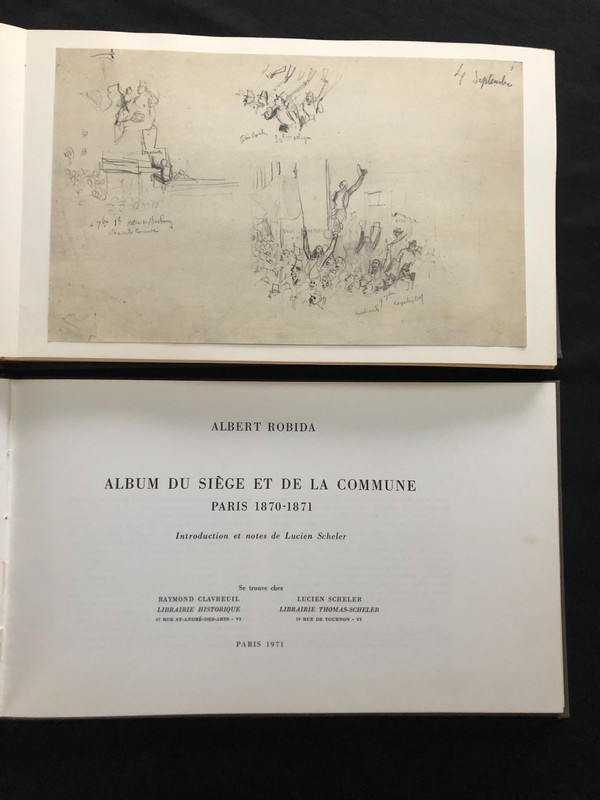 4 Septembre
ALBERT ROBIDA
ALBUM DU SIÈGE ET DE LA COMMUNE
PARIS 1870-1871
Introduction et notes de Lucien Scheler
Se trouve chez
RAYMOND CLAVREUIL
LIBRAIRIE HISTORIQUE
37 RUE ST-ANDRÉ-DES-ARTS - VI
LUCIEN SCHELER
LIBRAIRIE THOMAS-SCHELER
19 RUE DE TOURNON - VI
PARIS 1971